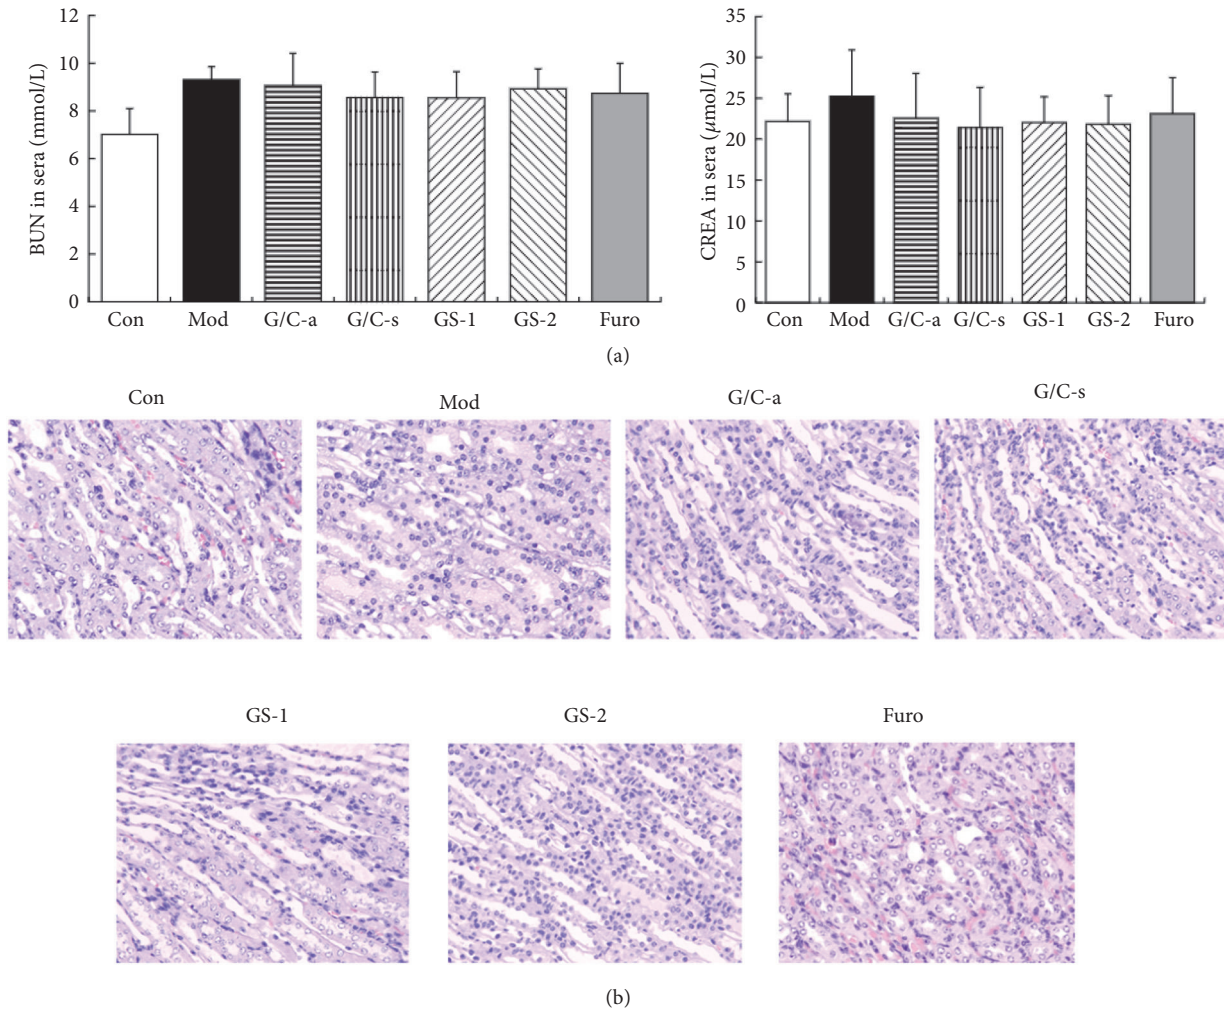 12
10
8
6
4
2
0
BUN in sera (mmol/L)
Con Mod G/C-a G/C-s GS-1 GS-2 Furo
35
30
25
20
15
10
5
0
CREA in sera (μmol/L)
Con Mod G/C-a G/C-s GS-1 GS-2 Furo
(a)
Con Mod G/C-a G/C-s
GS-1 GS-2 Furo
(b)